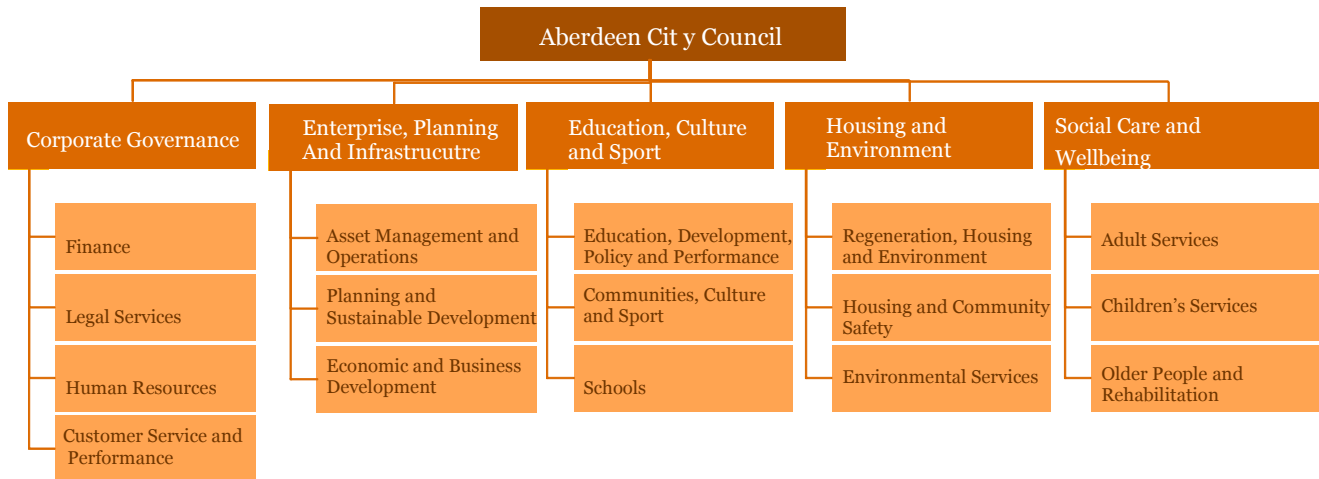 Aberdeen Cit y Council
Corporate Governance
Enterprise, Planning
And Infrastrucutre
Education, Culture
and Sport
Housing and
Environment
Social Care and
Wellbeing
Finance
Legal Services
Human Resources
Customer Service and
Performance
Asset Management and
Operations
Planning and
Sustainable Development
Economic and Business
Development
Education, Development,
Policy and Performance
Communities, Culture
and Sport
Schools
Regeneration, Housing
and Environment
Housing and Community
Safety
Environmental Services
Adult Services
Children’s Services
Older People and
Rehabilitation